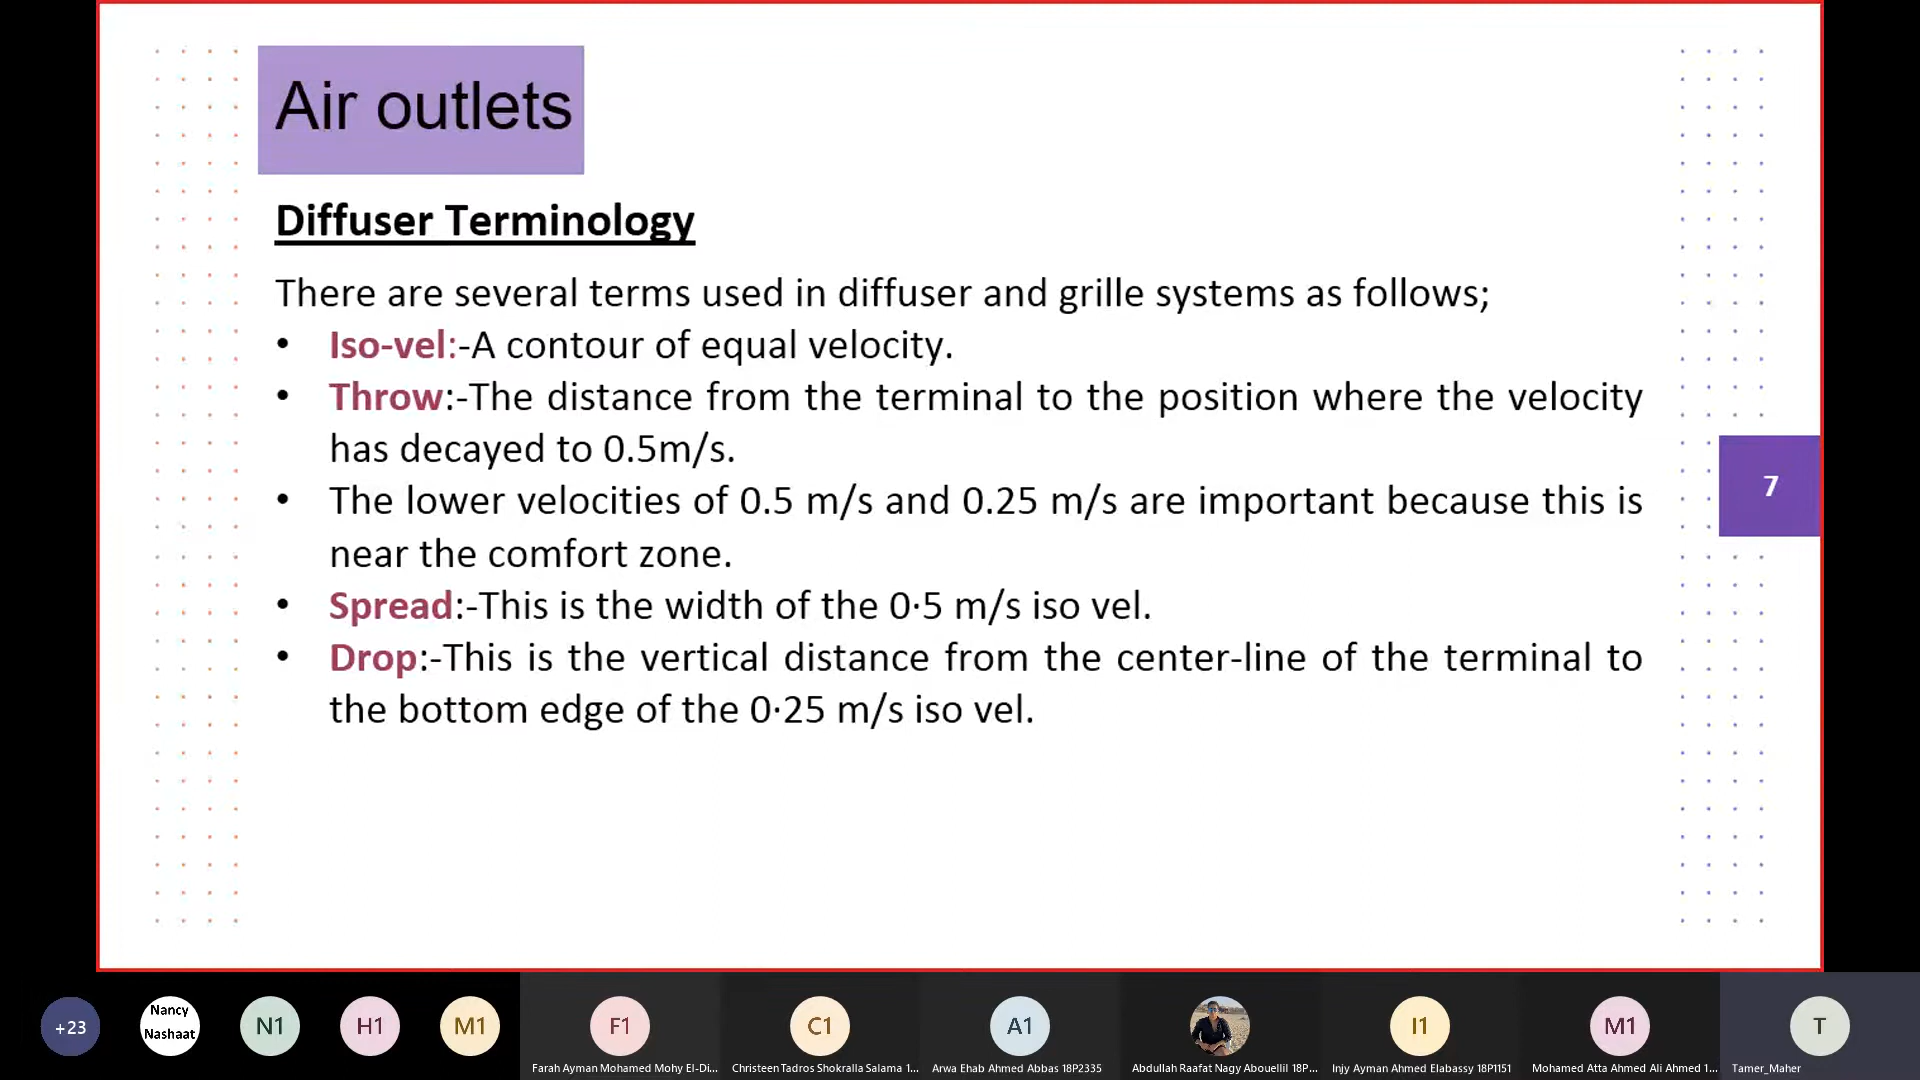 Air outlets
Diffuser Terminology
There are several terms used in diffuser and grille systems as follows;
• Iso-vel:-A contour of equal velocity.
• Throw:-The distance from the terminal to the position where the velocity
has decayed to 0.5m/s.
• The lower velocities of 0.5 m/s and 0.25 m/s are important because this is
near the comfort zone.
• Spread:-This is the width of the 0·5 m/s iso vel.
• Drop:-This is the vertical distance from the center-line of the terminal to
the bottom edge of the 0·25 m/s iso vel.
7
+23
Nancy
Nashaat
N1
H1
M1
F1
C1
A1
I1
M1
T
Farah Ayman Mohamed Mohy El-Di...
Christeen Tadros Shokralla Salama 1...
Arwa Ehab Ahmed Abbas 18P2335
Abdullah Raafat Nagy Abouellil 18P...
Injy Ayman Ahmed Elabassy 18P1151
Mohamed Atta Ahmed Ali Ahmed 1...
Tamer_Maher